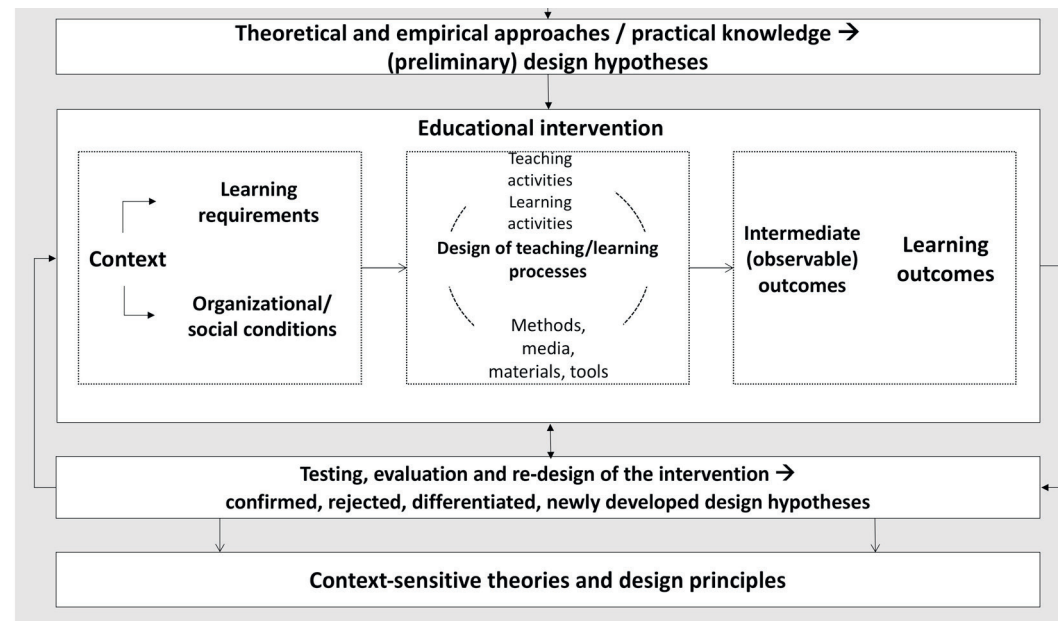 Theoretical and empirical approaches / practical knowledge →
(preliminary) design hypotheses
Educational intervention
Context
Learning
requirements
Organizational/
social conditions
Teaching
activities
Learning
activities
Design of teaching/learning
processes
Methods,
media,
materials, tools
Intermediate
(observable)
outcomes
Learning
outcomes
Testing, evaluation and re-design of the intervention →
confirmed, rejected, differentiated, newly developed design hypotheses
Context-sensitive theories and design principles